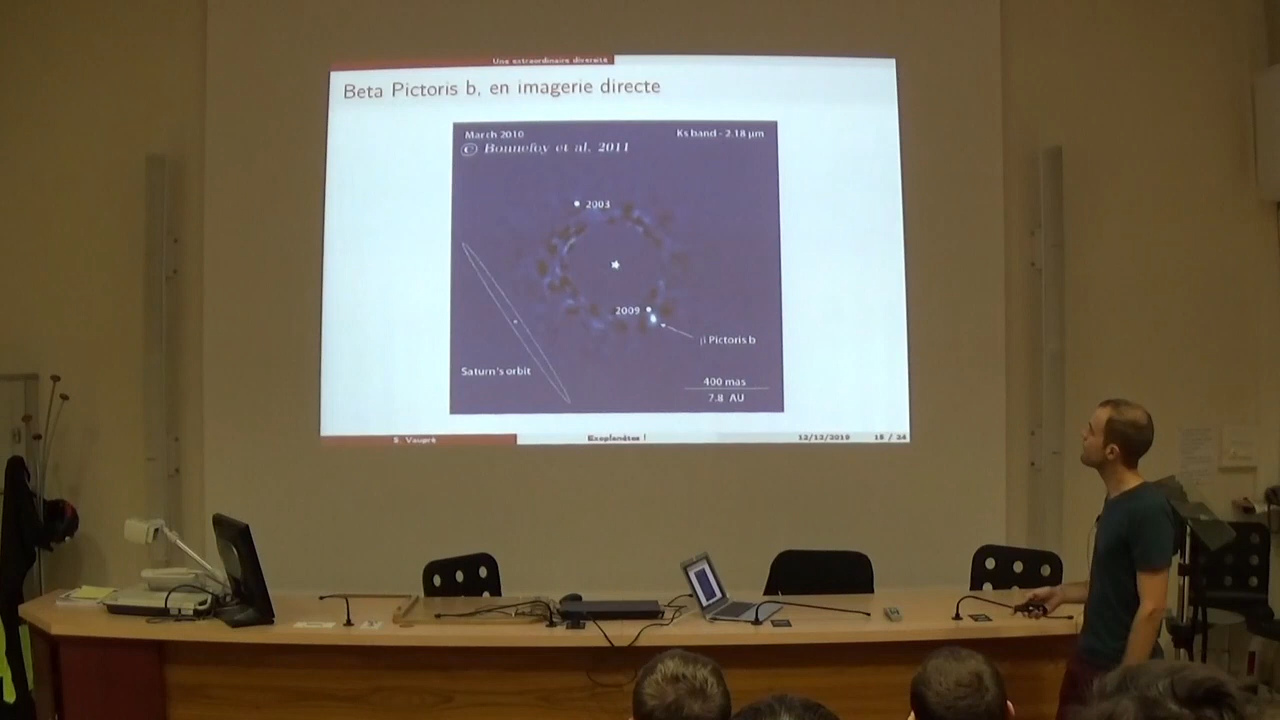 Une extraordinaire diversité
Beta Pictoris b, en imagerie directe
March 2010
Ks band - 2.18 µm
© Bonnefoy et al. 2011
2003
2009
β Pictoris b
Saturn's orbit
400 mas
7.8 AU
S. Vaupré
Exoplanètes !
12/12/2019
18 / 24